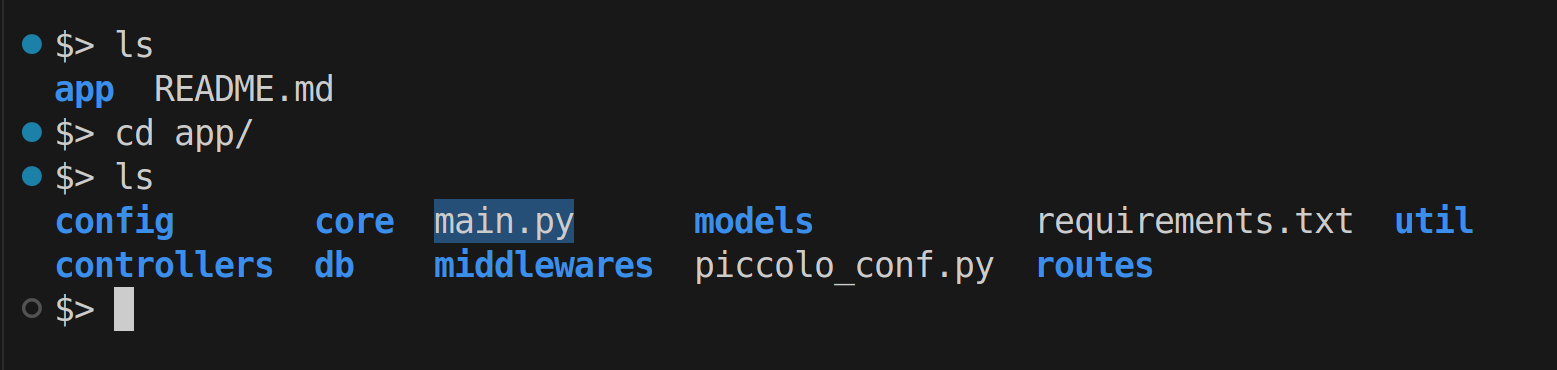 $> ls
app  README.md
$> cd app/
$> ls
config       core  main.py      models           requirements.txt  util
controllers  db    middlewares  piccolo_conf.py  routes
$>